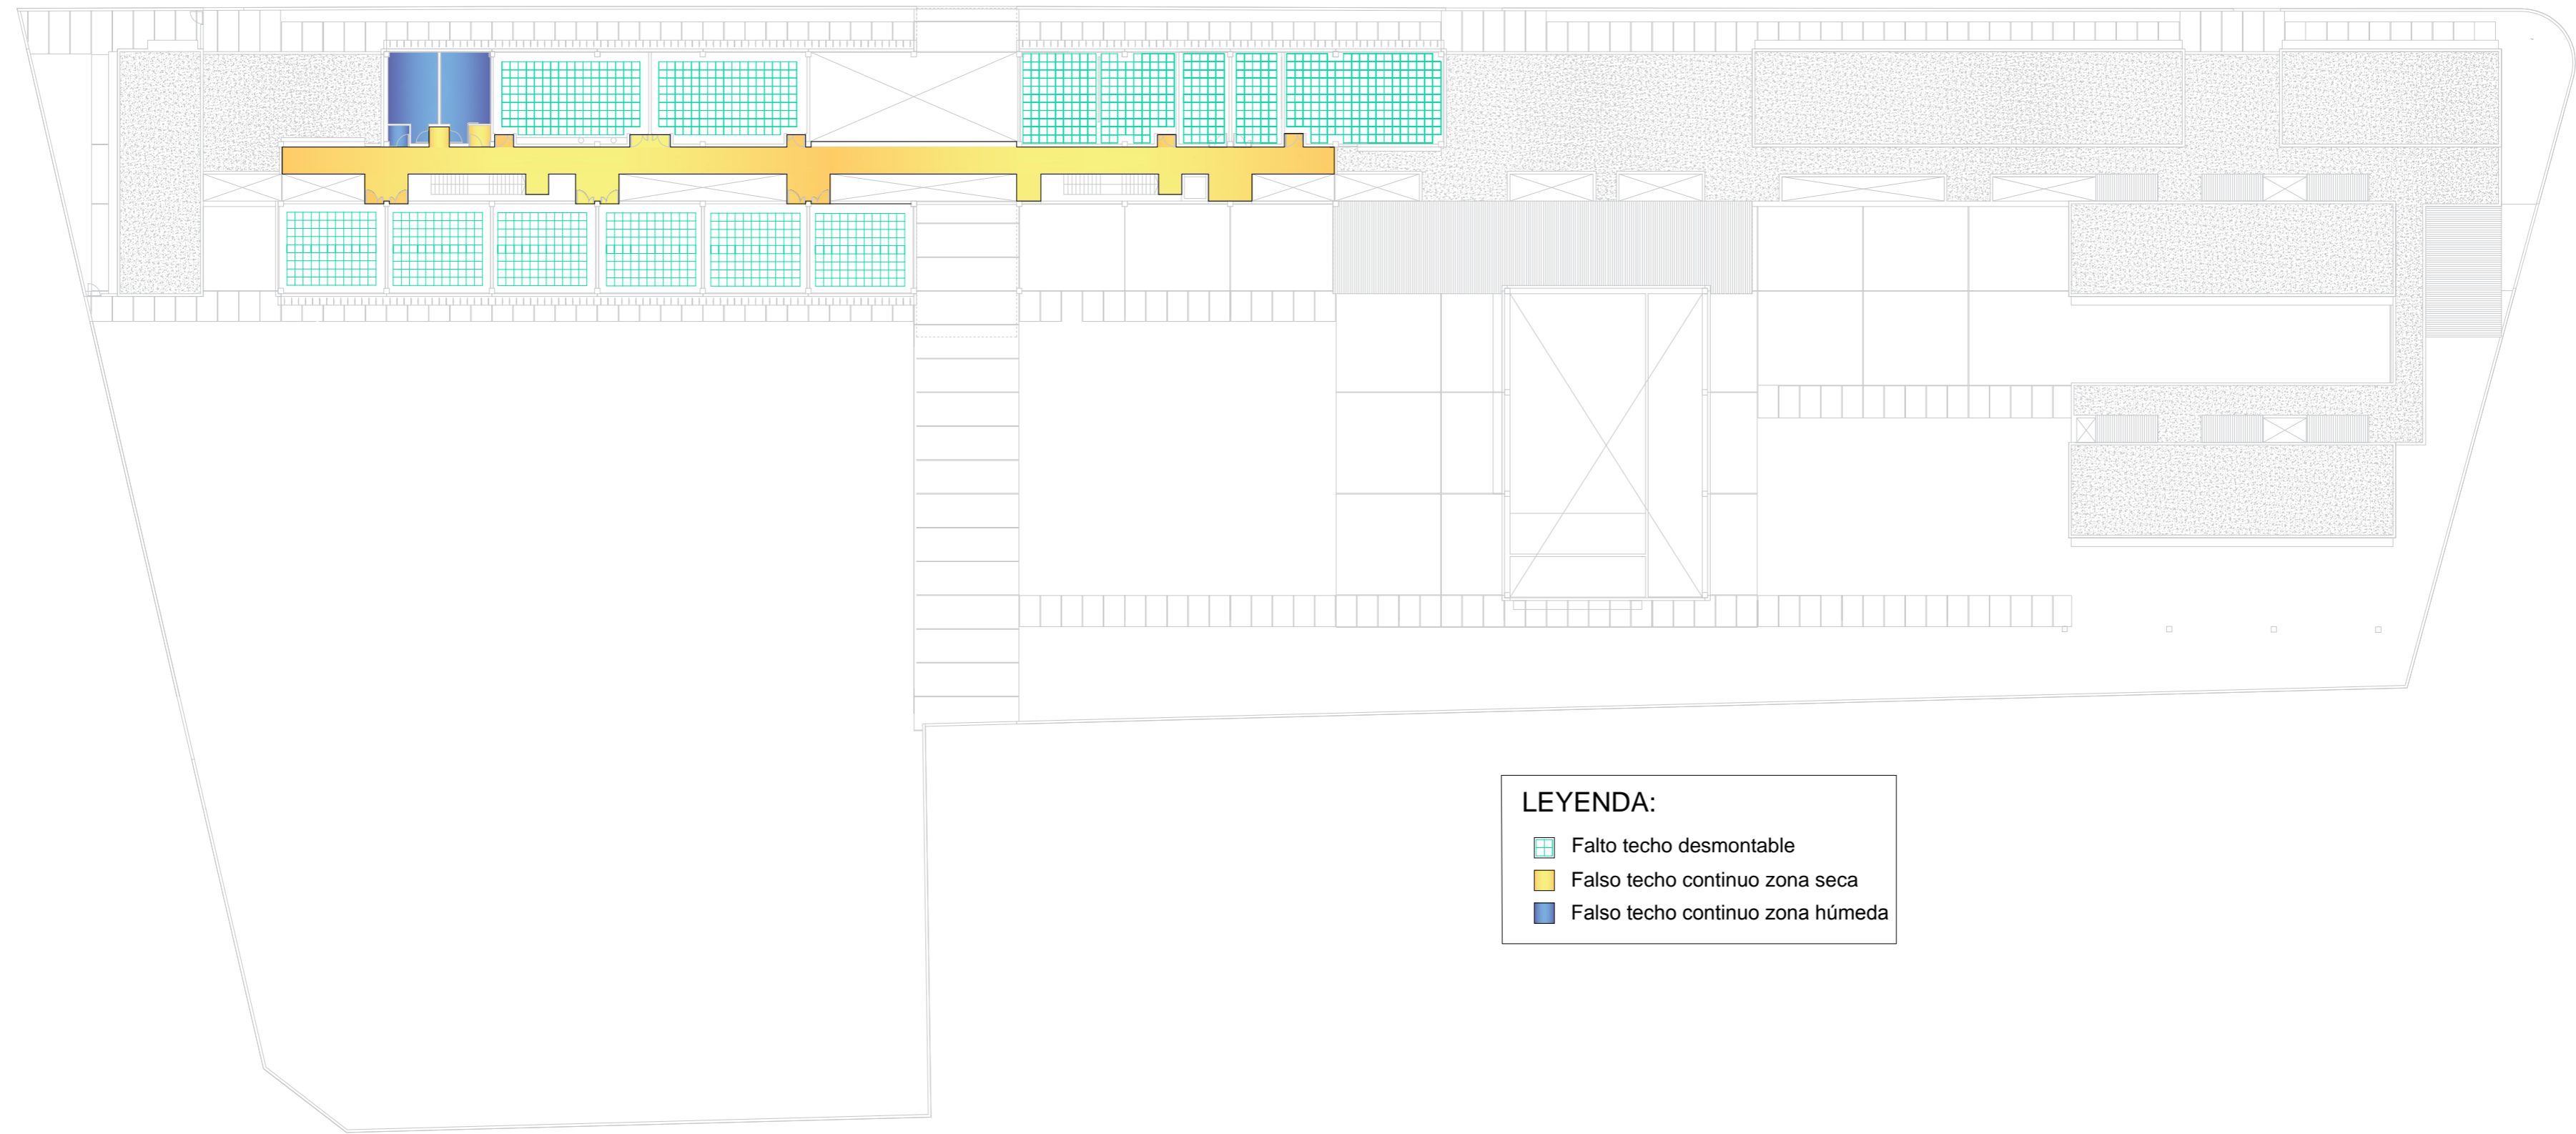 LEYENDA:
Falto techo desmontable
Falso techo continuo zona seca
Falso techo continuo zona húmeda